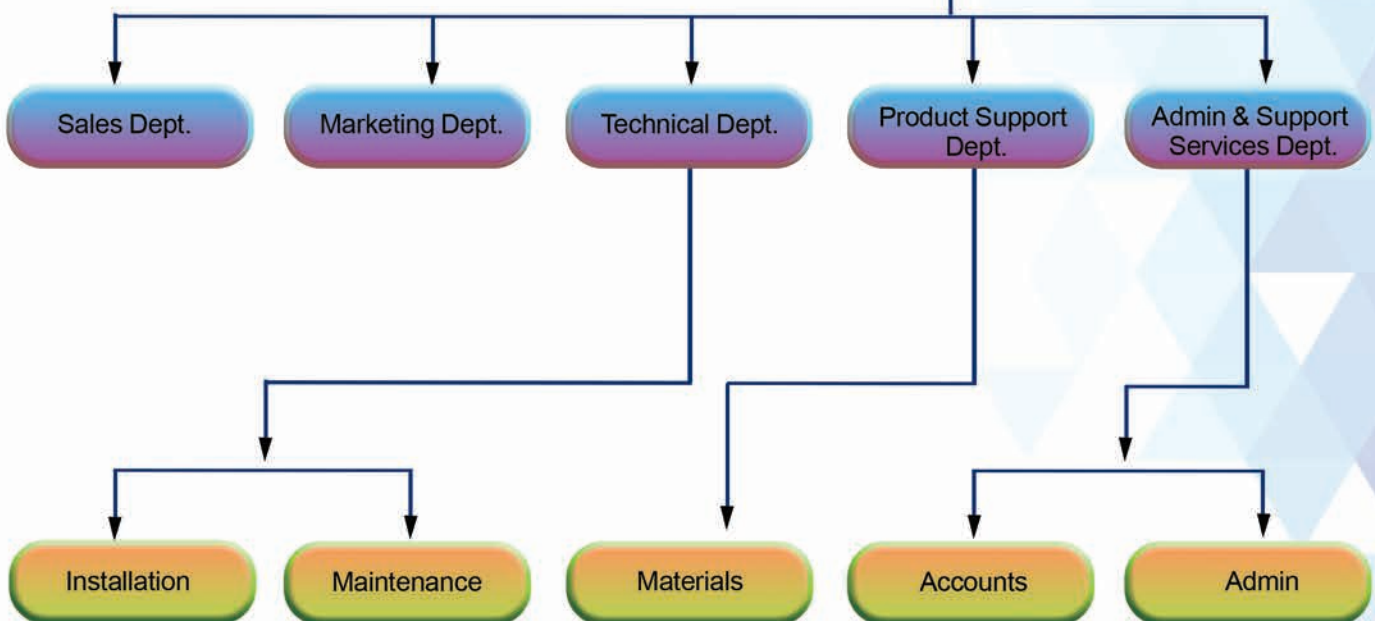 Sales Dept.
Marketing Dept.
Technical Dept.
Product Support
Dept.
Admin & Support
Services Dept.
Installation
Maintenance
Materials
Accounts
Admin